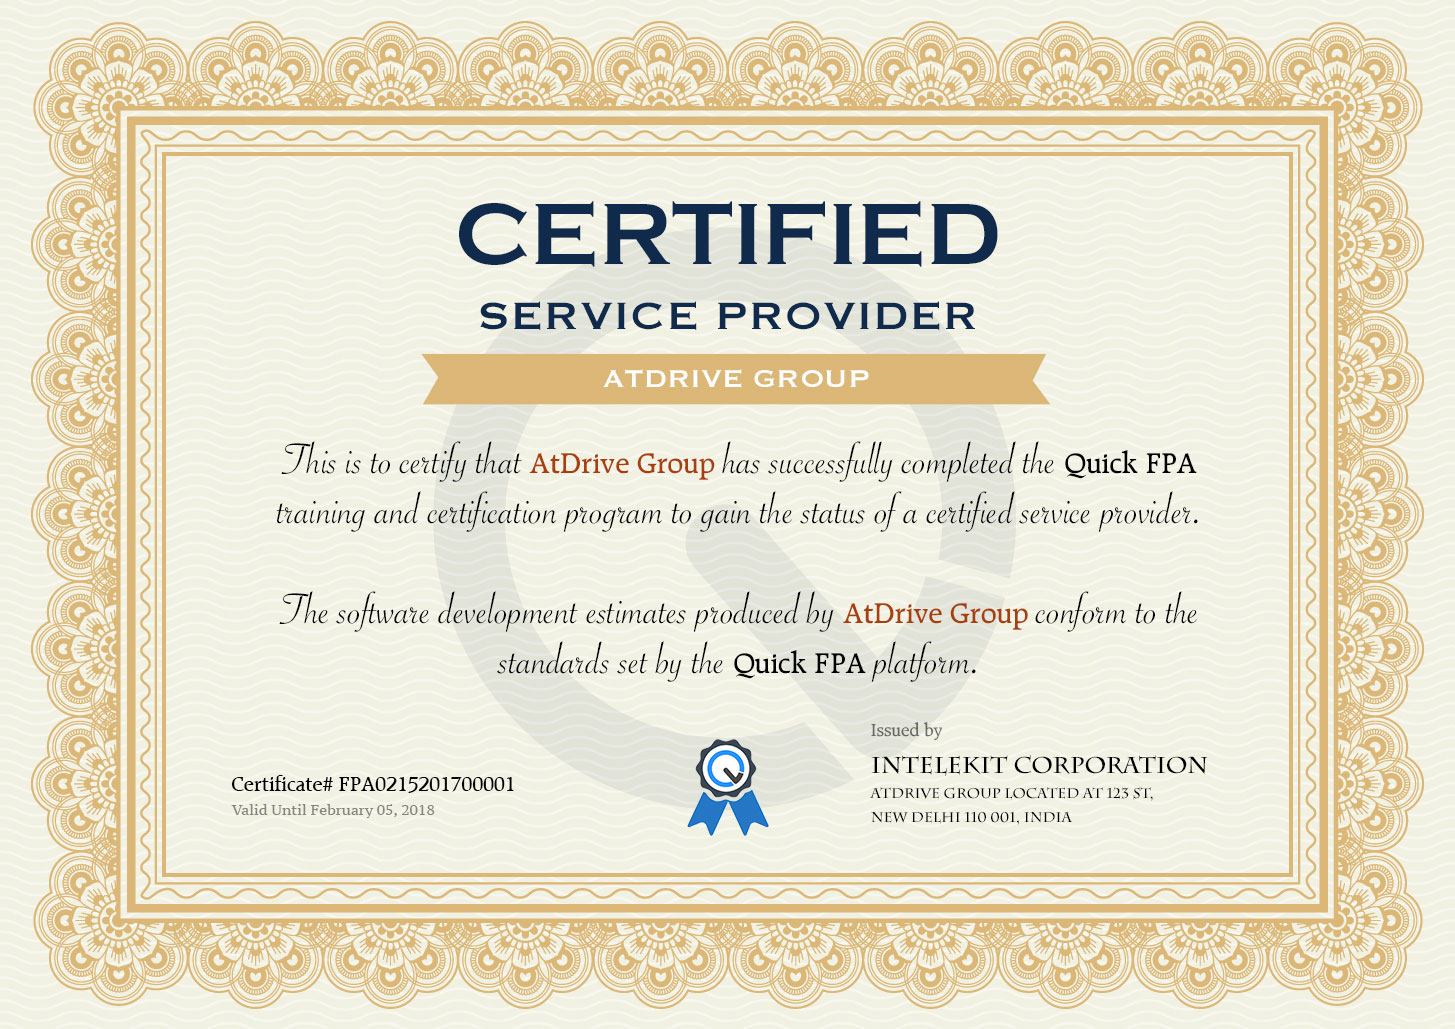 CERTIFIED
SERVICE PROVIDER
ATDRIVE GROUP
This is to certify that AtDrive Group has successfully completed the Quick FPA
training and certification program to gain the status of a certified service provider.
The software development estimates produced by AtDrive Group conform to the
standards set by the Quick FPA platform.
Certificate# FPA0215201700001
Valid Until February 05, 2018
Issued by
INTELEKIT CORPORATION
ATDRIVE GROUP LOCATED AT 123 ST,
NEW DELHI 110 001, INDIA